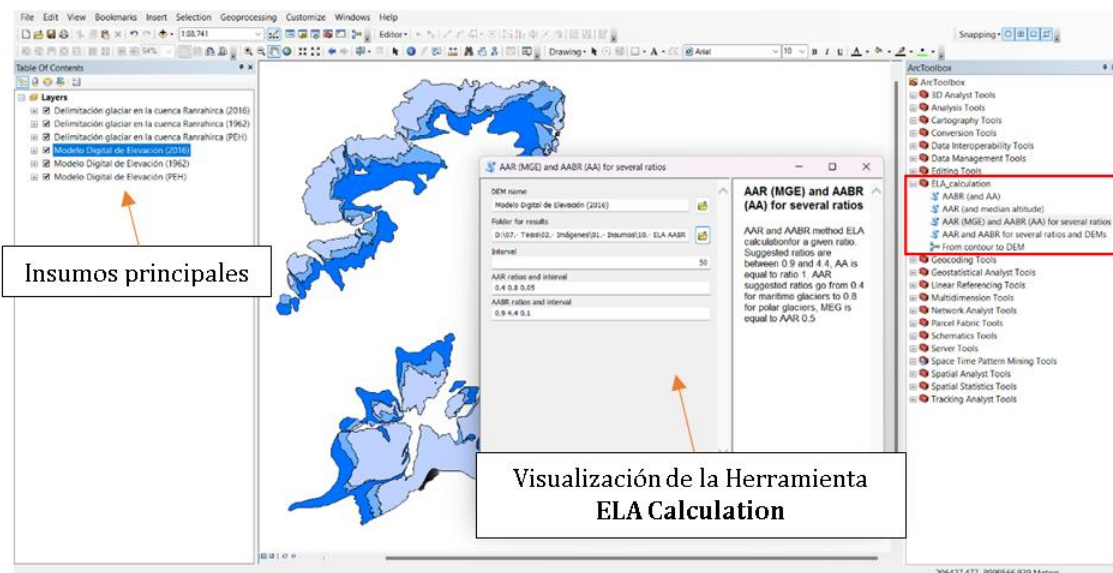 File Edit View Bookmarks Insert Selection Geoprocessing Customize Windows Help
1:88,741
Editor
Snapping
54%
Drawing
Arial
10
B I U A
Table Of Contents
Layers
Delimitación glaciar en la cuenca Ranrahirca (2016)
Delimitación glaciar en la cuenca Ranrahirca (1962)
Delimitación glaciar en la cuenca Ranrahirca (PEH)
Modelo Digital de Elevación (2016)
Modelo Digital de Elevación (1962)
Modelo Digital de Elevación (PEH)
Insumos principales
AAR (MGE) and AABR (AA) for several ratios
DEM name
Modelo Digital de Elevación (2016)
Folder for results
D:\07.- Tesis\02.- Imágenes\01.- Insumos\10.- ELA AABR
Interval
50
AAR ratios and interval
0.4 0.8 0.05
AABR ratios and interval
0.9 4.4 0.1
AAR (MGE) and AABR
(AA) for several ratios
AAR and AABR method ELA
calculationfor a given ratio.
Suggested ratios are
between 0.9 and 4.4, AA is
equal to ratio 1. AAR
suggested ratios go from 0.4
for maritime glaciers to 0.8
for polar glaciers, MEG is
equal to AAR 0.5
Visualización de la Herramienta
ELA Calculation
ArcToolbox
ArcToolbox
3D Analyst Tools
Analysis Tools
Cartography Tools
Conversion Tools
Data Interoperability Tools
Data Management Tools
Editing Tools
ELA_calculation
AABR (and AA)
AAR (and median altitude)
AAR (MGE) and AABR (AA) for several ratios
AAR and AABR for several ratios and DEMs
From contour to DEM
Geocoding Tools
Geostatistical Analyst Tools
Linear Referencing Tools
Multidimension Tools
Network Analyst Tools
Parcel Fabric Tools
Schematics Tools
Server Tools
Space Time Pattern Mining Tools
Spatial Analyst Tools
Spatial Statistics Tools
Tracking Analyst Tools
Meters